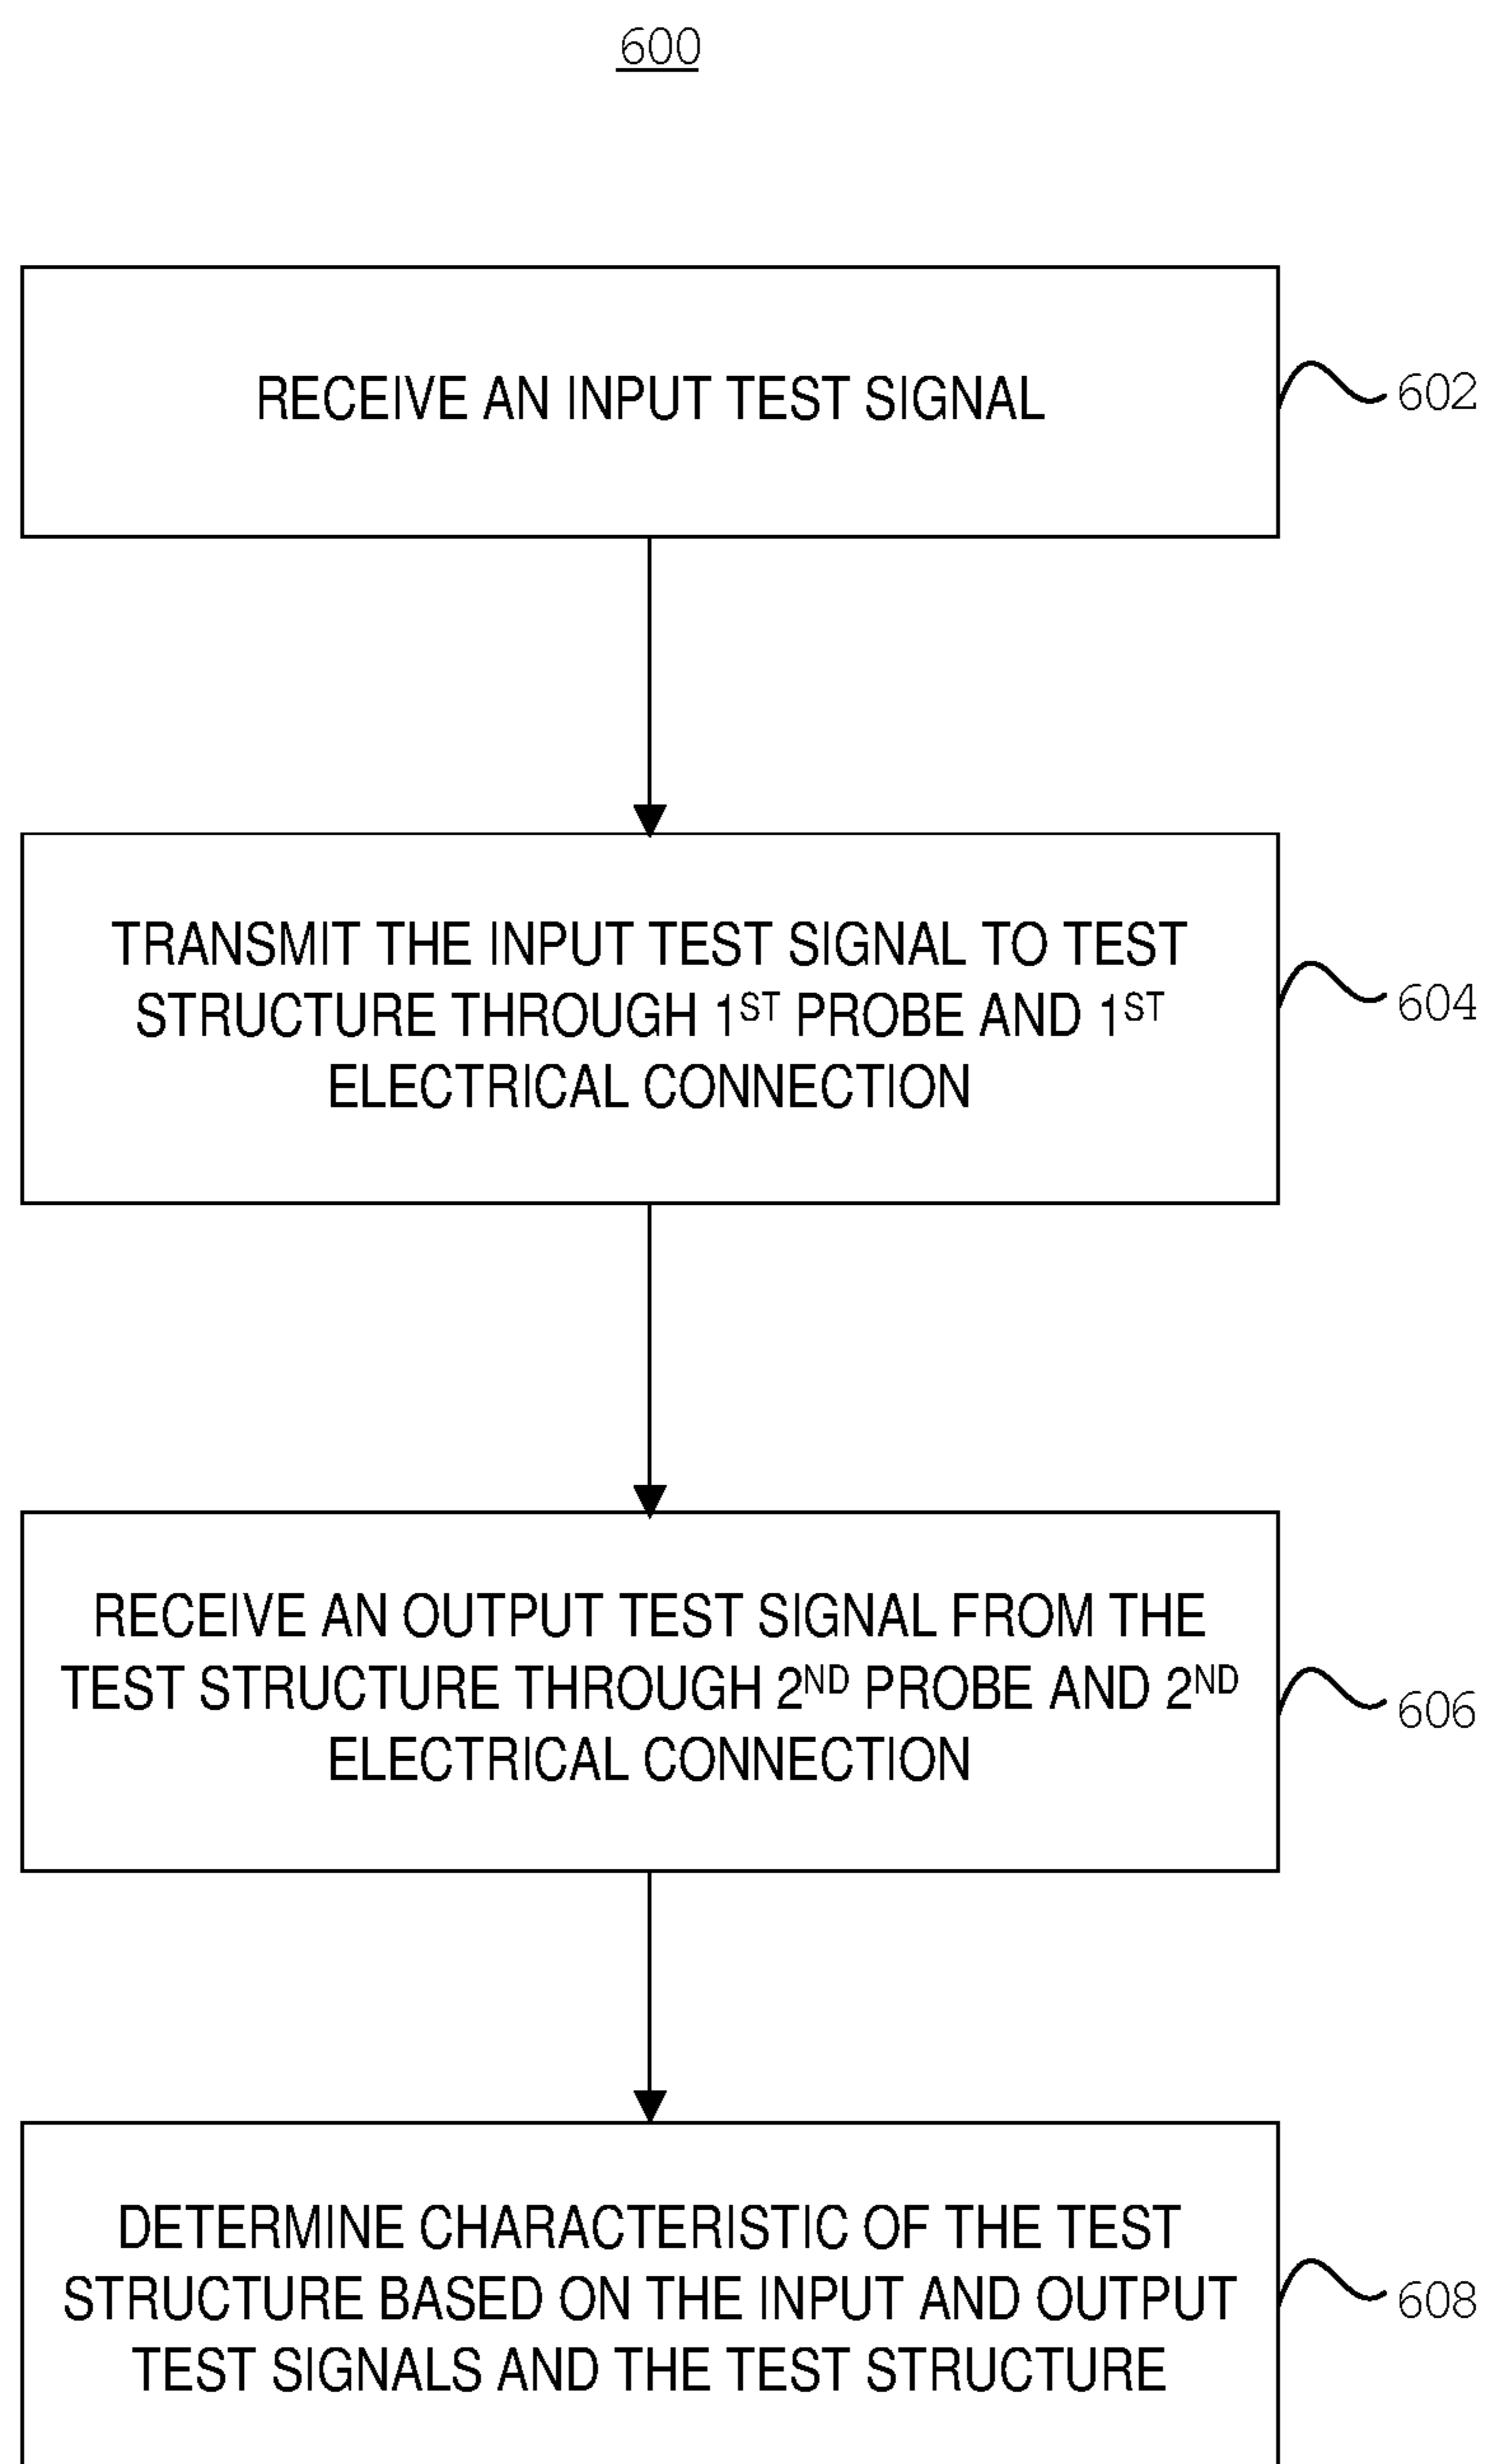 600
RECEIVE AN INPUT TEST SIGNAL
602
TRANSMIT THE INPUT TEST SIGNAL TO TEST
STRUCTURE THROUGH 1ST PROBE AND 1ST
ELECTRICAL CONNECTION
604
RECEIVE AN OUTPUT TEST SIGNAL FROM THE
TEST STRUCTURE THROUGH 2ND PROBE AND 2ND
ELECTRICAL CONNECTION
606
DETERMINE CHARACTERISTIC OF THE TEST
STRUCTURE BASED ON THE INPUT AND OUTPUT
TEST SIGNALS AND THE TEST STRUCTURE
608